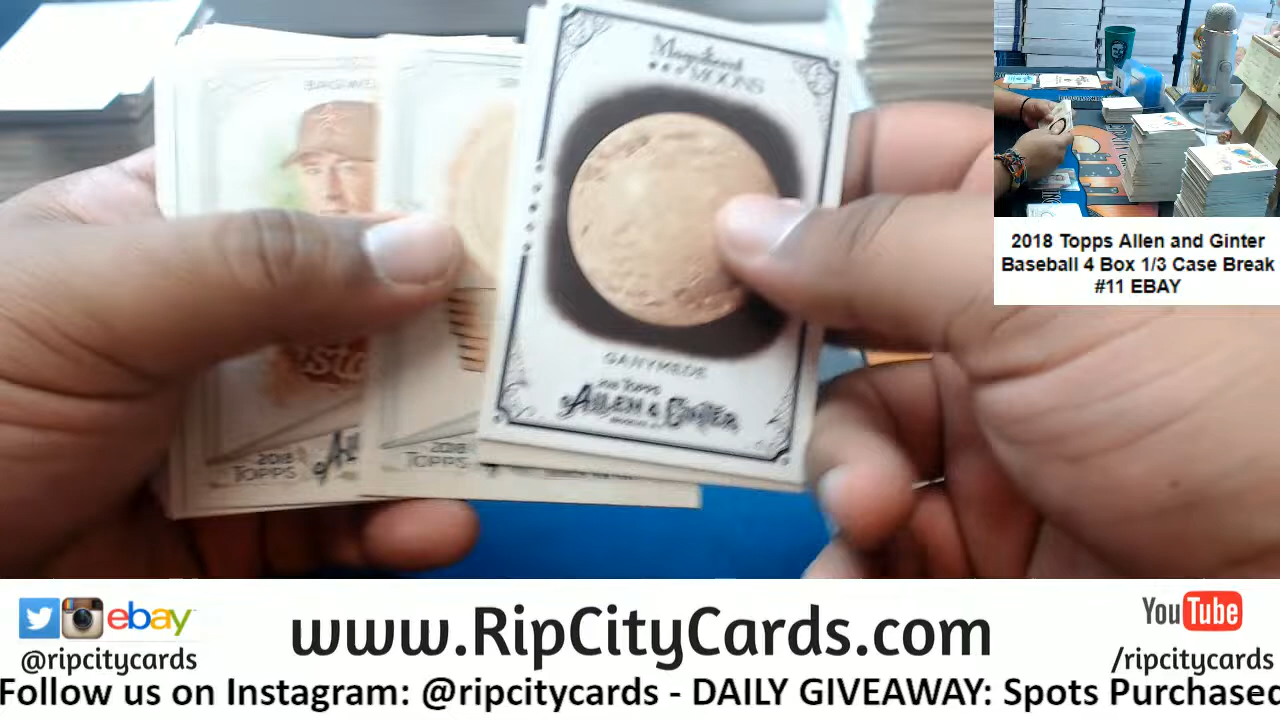 Magnificent
MOONS
GANYMEDE
2018 TOPPS
ALLEN & GINTER
BAGWELL
2018
TOPPS
2018
TOPPS
2018 Topps Allen and Ginter
Baseball 4 Box 1/3 Case Break
#11 EBAY
ebay
@ripcitycards
www.RipCityCards.com
YouTube
/ripcitycards
Follow us on Instagram: @ripcitycards - DAILY GIVEAWAY: Spots Purchased